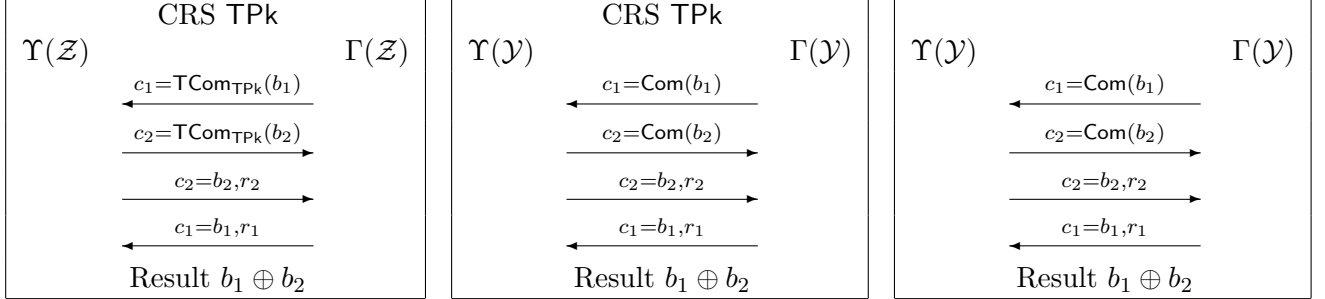 CRS TPk
Υ(𝒵) Γ(𝒵)
c₁=TCom_TPk(b₁)
c₂=TCom_TPk(b₂)
c₂=b₂,r₂
c₁=b₁,r₁
Result b₁ ⊕ b₂
CRS TPk
Υ(𝒴) Γ(𝒴)
c₁=Com(b₁)
c₂=Com(b₂)
c₂=b₂,r₂
c₁=b₁,r₁
Result b₁ ⊕ b₂
Υ(𝒴) Γ(𝒴)
c₁=Com(b₁)
c₂=Com(b₂)
c₂=b₂,r₂
c₁=b₁,r₁
Result b₁ ⊕ b₂